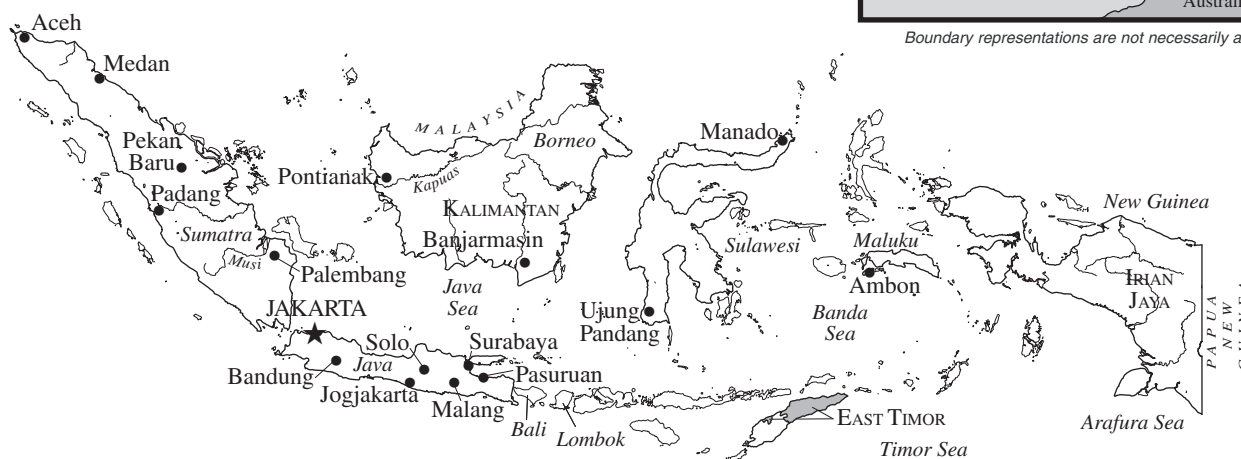 Austral
Boundary representations are not necessarily a
Aceh
Medan
MALAYSIA
Borneo
Manado
Pekan
Baru
Pontianak
Kapuas
Padang
New Guinea
KALIMANTAN
Sumatra
Banjarmasin
Sulawesi
Maluku
Musi
Palembang
Java
Sea
Ambon
IRIAN
JAYA
JAKARTA
Ujung
Pandang
Banda
Sea
PAPUA
NEW
GUINEA
Solo
Surabaya
Java
Bandung
Pasuruan
Jogjakarta
Malang
Bali
Lombok
EAST TIMOR
Timor Sea
Arafura Sea